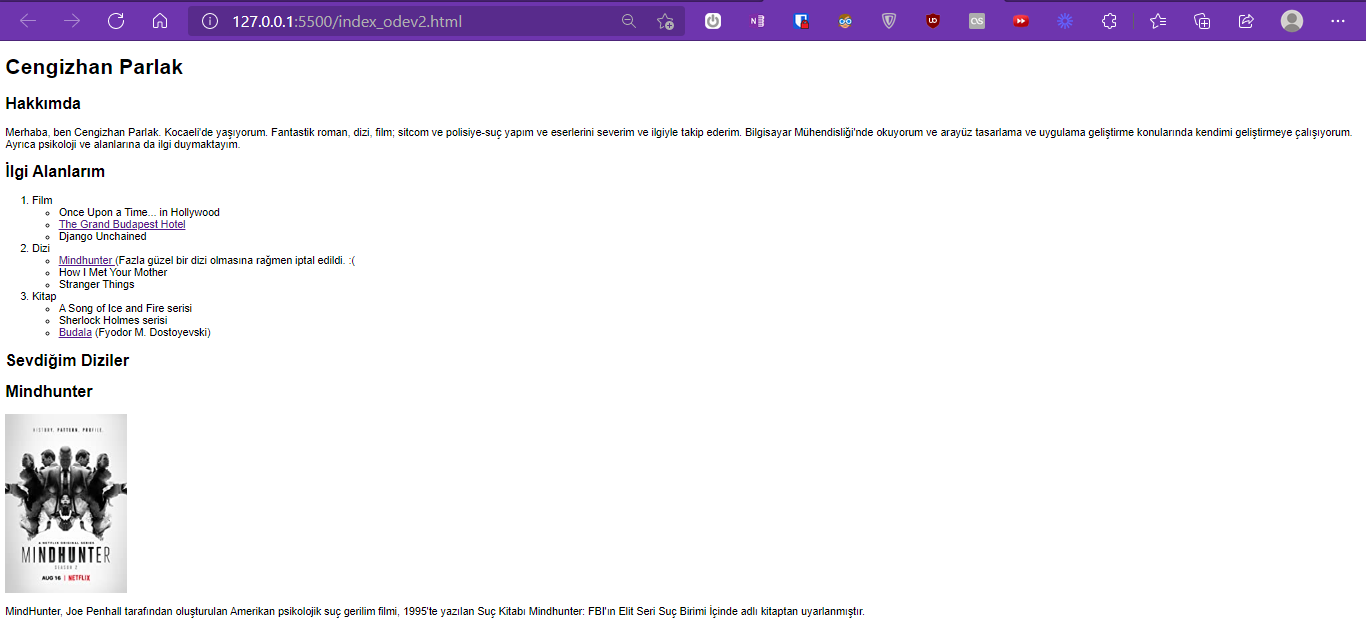 127.0.0.1:5500/index_odev2.html
Cengizhan Parlak
Hakkımda
Merhaba, ben Cengizhan Parlak. Kocaeli'de yaşıyorum. Fantastik roman, dizi, film; sitcom ve polisiye-suç yapım ve eserlerini severim ve ilgiyle takip ederim. Bilgisayar Mühendisliği'nde okuyorum ve arayüz tasarlama ve uygulama geliştirme konularında kendimi geliştirmeye çalışıyorum.
Ayrıca psikoloji ve alanlarına da ilgi duymaktayım.
İlgi Alanlarım
1. Film
Once Upon a Time... in Hollywood
The Grand Budapest Hotel
Django Unchained
2. Dizi
Mindhunter (Fazla güzel bir dizi olmasına rağmen iptal edildi. :(
How I Met Your Mother
Stranger Things
3. Kitap
A Song of Ice and Fire serisi
Sherlock Holmes serisi
Budala (Fyodor M. Dostoyevski)
Sevdiğim Diziler
Mindhunter
HISTORY. PATTERN. PROFILE.
A NETFLIX ORIGINAL SERIES
MINDHUNTER
SEASON 2
AUG 16 | NETFLIX
MindHunter, Joe Penhall tarafından oluşturulan Amerikan psikolojik suç gerilim filmi, 1995'te yazılan Suç Kitabı Mindhunter: FBI'ın Elit Seri Suç Birimi İçinde adlı kitaptan uyarlanmıştır.